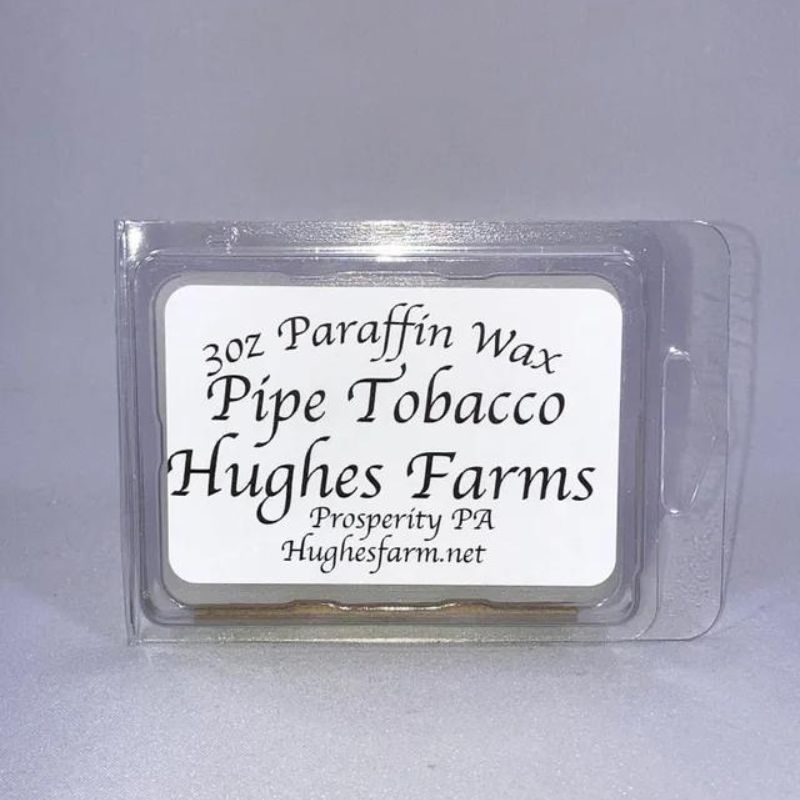 3oz Paraffin Wax
Pipe Tobacco
Hughes Farms
Prosperity PA
Hughesfarm.net